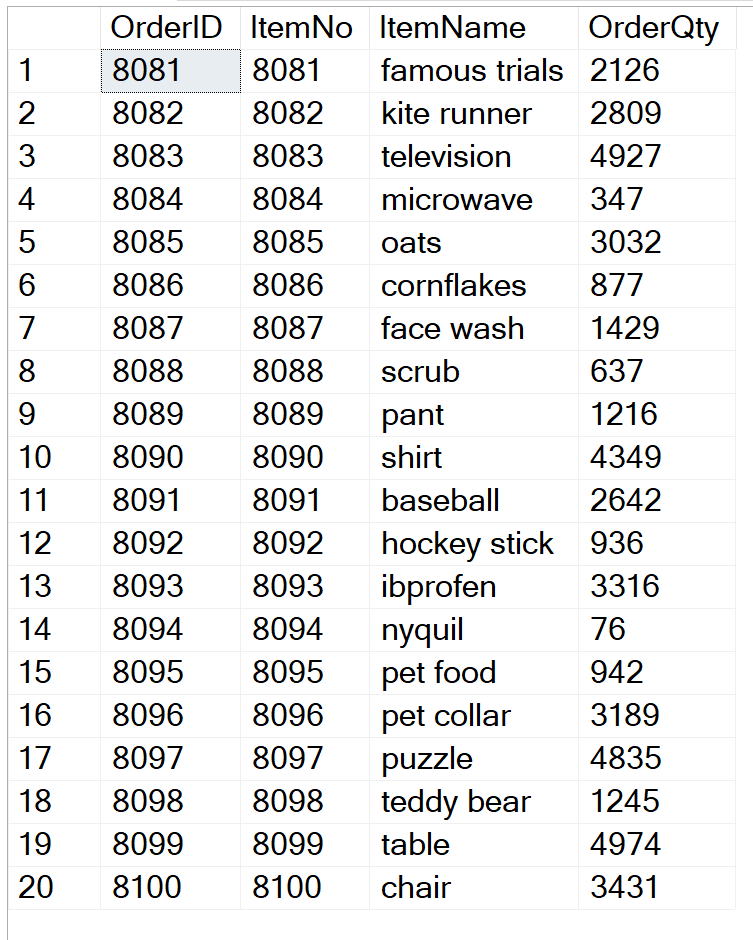 OrderID ItemNo ItemName OrderQty
1 8081 8081 famous trials 2126
2 8082 8082 kite runner 2809
3 8083 8083 television 4927
4 8084 8084 microwave 347
5 8085 8085 oats 3032
6 8086 8086 cornflakes 877
7 8087 8087 face wash 1429
8 8088 8088 scrub 637
9 8089 8089 pant 1216
10 8090 8090 shirt 4349
11 8091 8091 baseball 2642
12 8092 8092 hockey stick 936
13 8093 8093 ibprofen 3316
14 8094 8094 nyquil 76
15 8095 8095 pet food 942
16 8096 8096 pet collar 3189
17 8097 8097 puzzle 4835
18 8098 8098 teddy bear 1245
19 8099 8099 table 4974
20 8100 8100 chair 3431